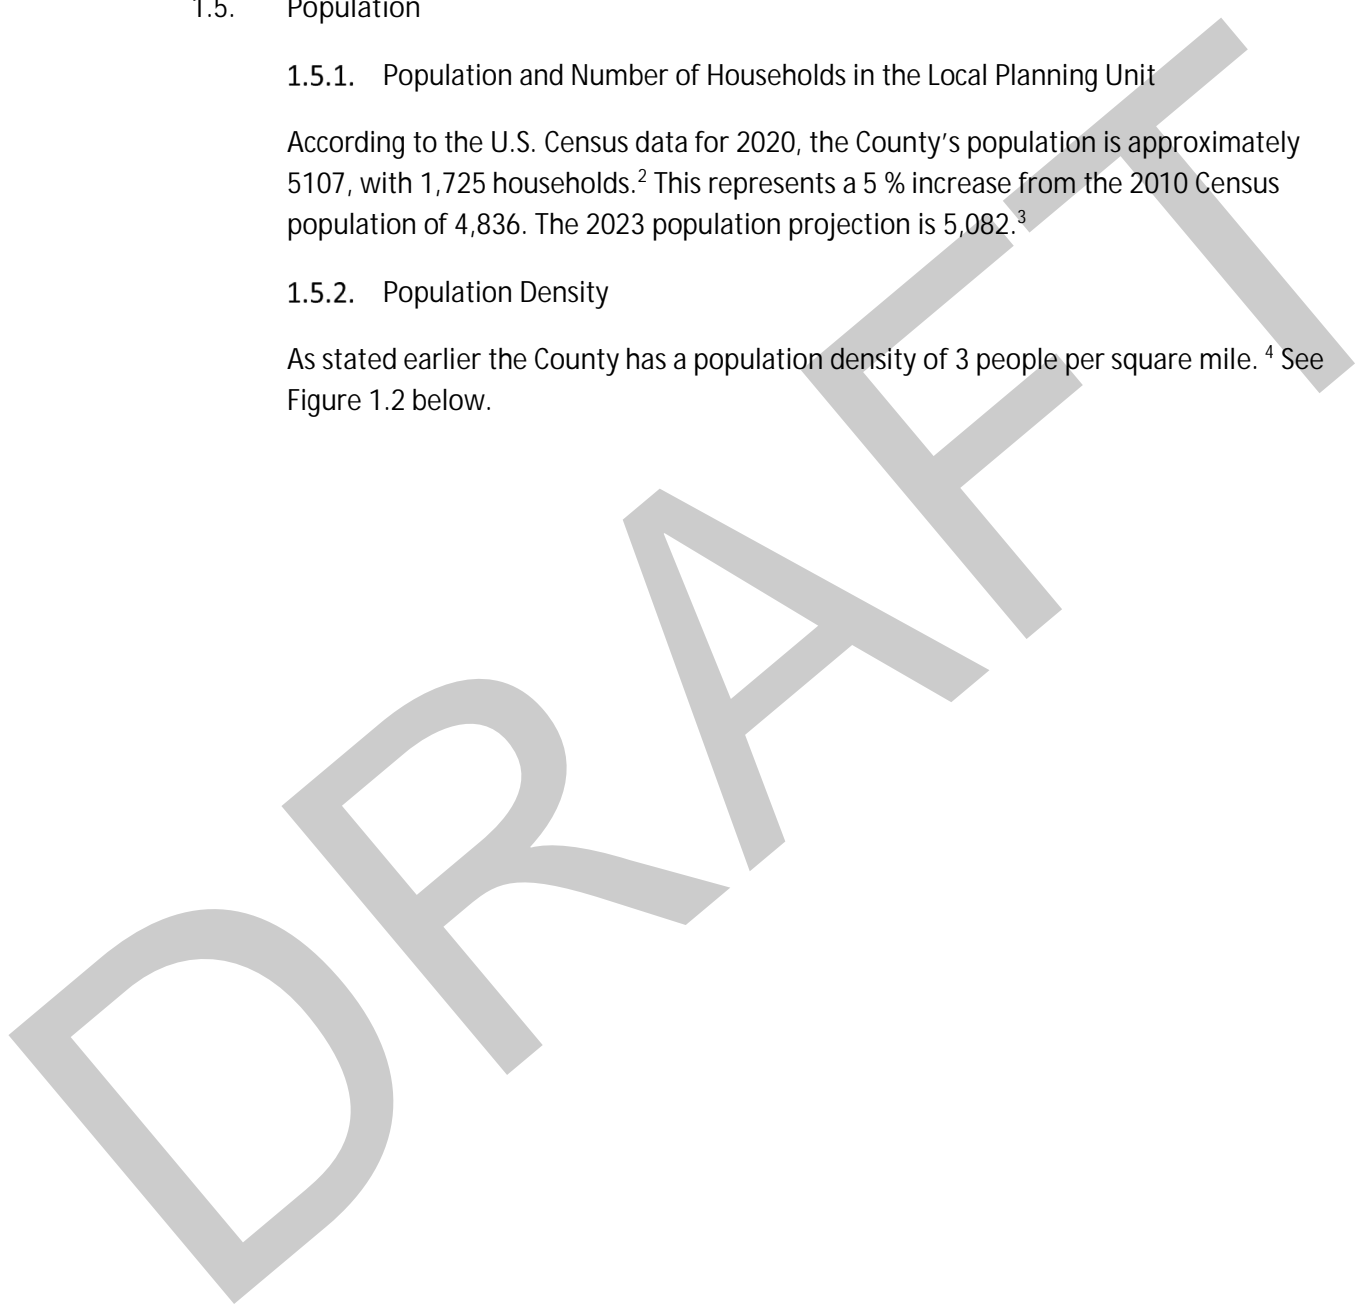 1.5. Population
1.5.1. Population and Number of Households in the Local Planning Unit
According to the U.S. Census data for 2020, the County’s population is approximately
5107, with 1,725 households.2 This represents a 5 % increase from the 2010 Census
population of 4,836. The 2023 population projection is 5,082.3
1.5.2. Population Density
As stated earlier the County has a population density of 3 people per square mile. 4 See
Figure 1.2 below.
DRAFT